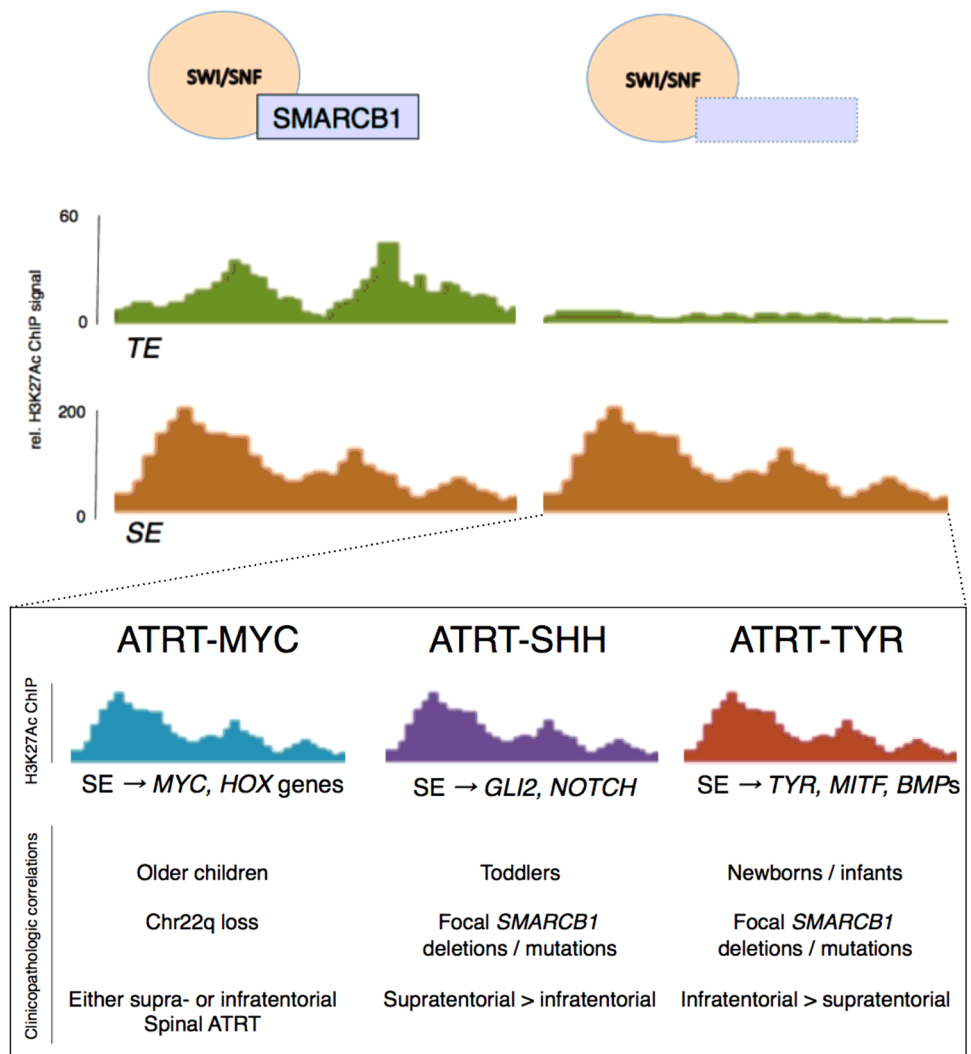 SWI/SNF
SMARCB1
SWI/SNF
rel. H3K27Ac ChIP signal
60
0
TE
200
0
SE
ATRT-MYC
ATRT-SHH
ATRT-TYR
H3K27Ac ChIP
SE → MYC, HOX genes
SE → GLI2, NOTCH
SE → TYR, MITF, BMPs
Clinicopathologic correlations
Older children
Toddlers
Newborns / infants
Chr22q loss
Focal SMARCB1
deletions / mutations
Focal SMARCB1
deletions / mutations
Either supra- or infratentorial
Spinal ATRT
Supratentorial > infratentorial
Infratentorial > supratentorial